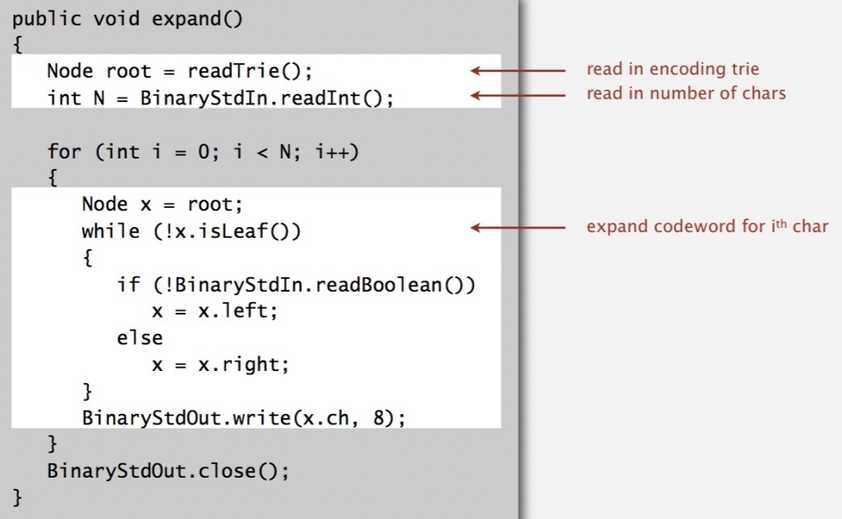 public void expand()
{
Node root = readTrie();
read in encoding trie
int N = BinaryStdIn.readInt();
read in number of chars
for (int i = 0; i < N; i++)
{
Node x = root;
while (!x.isLeaf())
expand codeword for ith char
{
if (!BinaryStdIn.readBoolean())
x = x.left;
else
x = x.right;
}
BinaryStdOut.write(x.ch, 8);
}
BinaryStdOut.close();
}